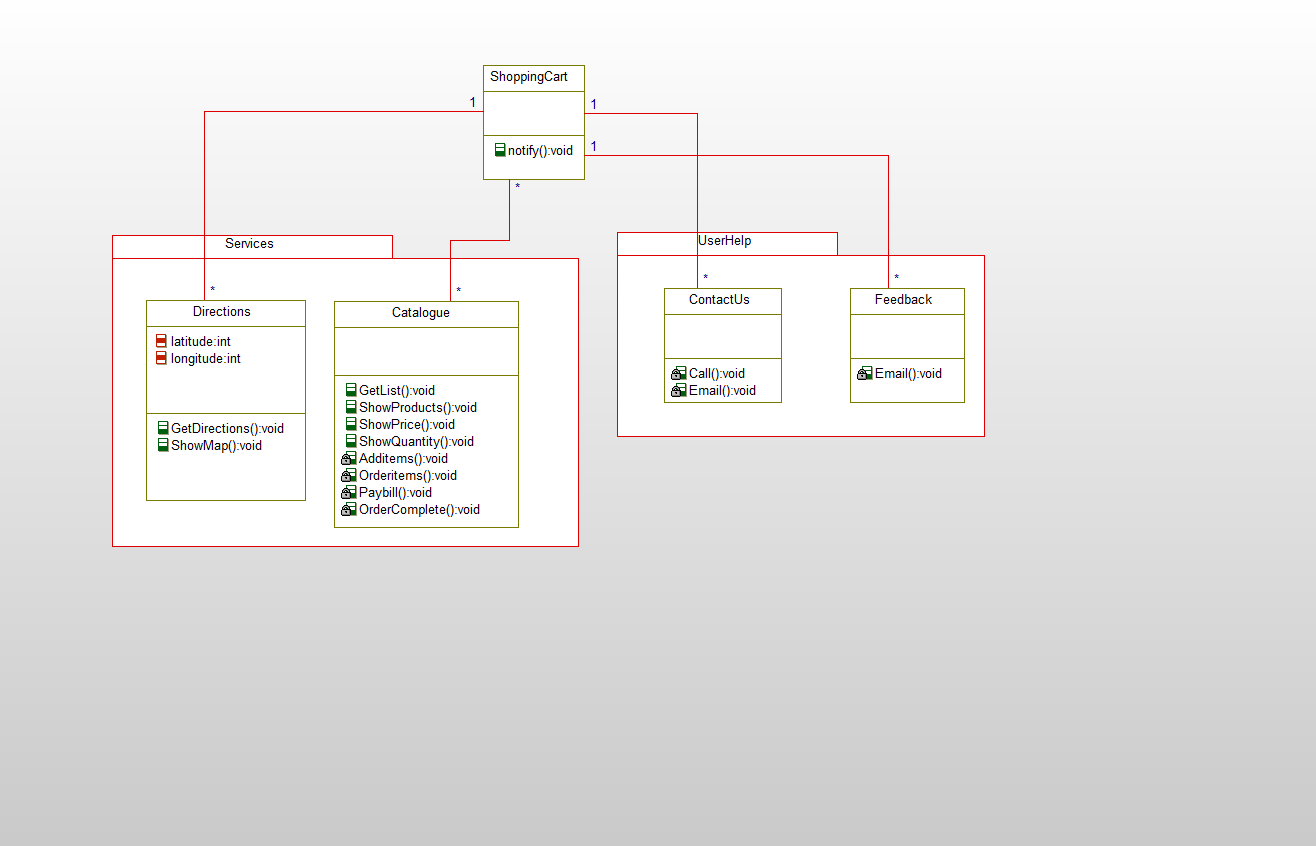 ShoppingCart
1
1
notify():void
1
*
Services
UserHelp
*
*
*
*
Directions
latitude:int
longitude:int
GetDirections():void
ShowMap():void
Catalogue
GetList():void
ShowProducts():void
ShowPrice():void
ShowQuantity():void
Additems():void
Orderitems():void
Paybill():void
OrderComplete():void
ContactUs
Call():void
Email():void
Feedback
Email():void